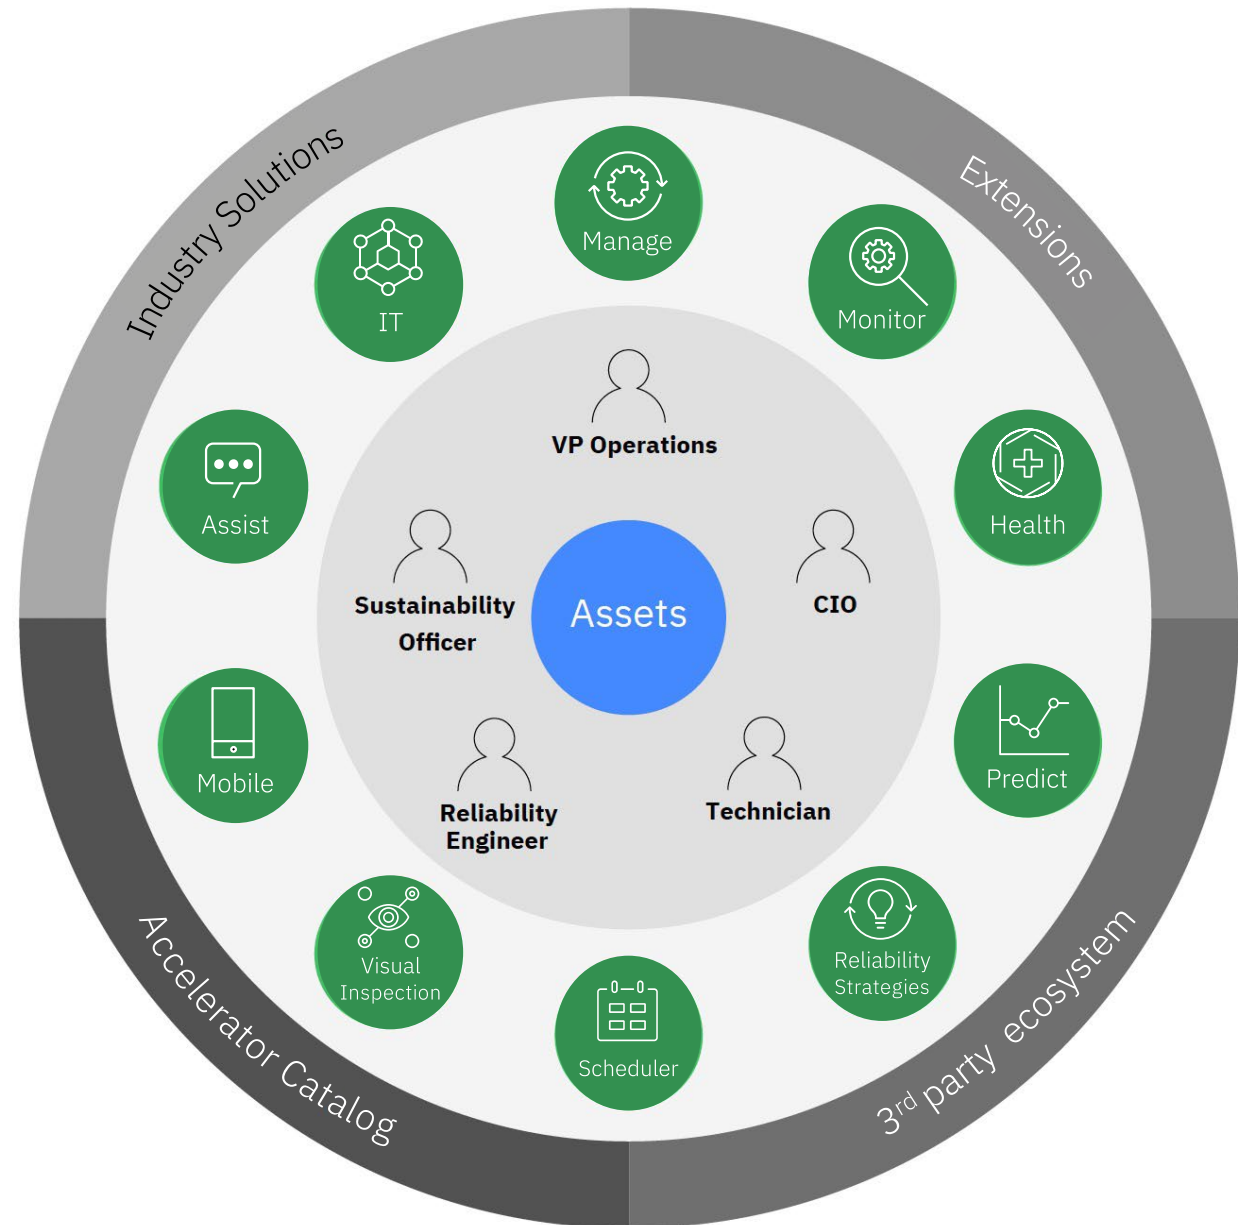 Industry Solutions
Extensions
Manage
IT
Monitor
VP Operations
Assist
Health
Sustainability
Officer
Assets
CIO
Mobile
Predict
Reliability
Engineer
Technician
Visual
Inspection
Reliability
Strategies
Scheduler
Accelerator Catalog
3rd party ecosystem